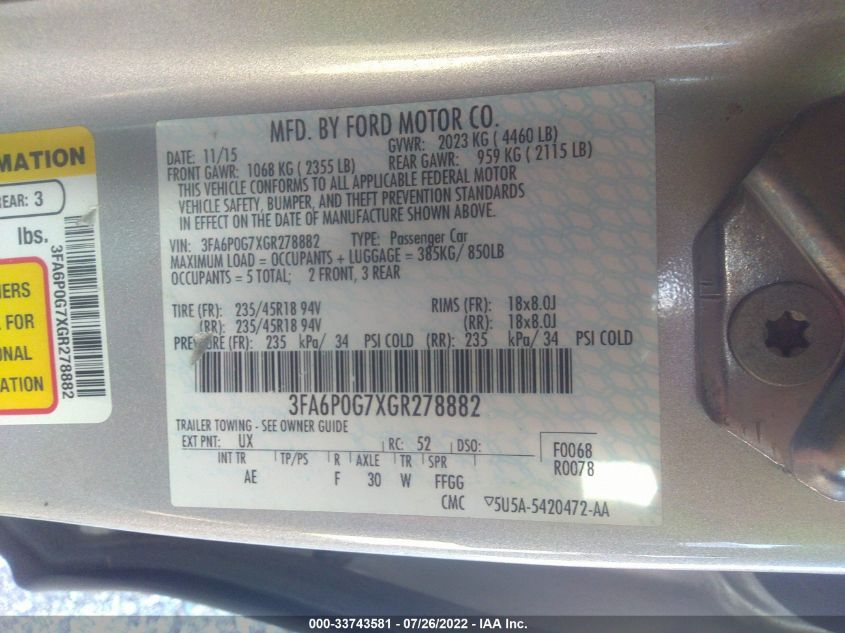 MFD. BY FORD MOTOR CO.
DATE: 11/15 GVWR: 2023 KG ( 4460 LB)
FRONT GAWR: 1068 KG ( 2355 LB) REAR GAWR: 959 KG ( 2115 LB)
THIS VEHICLE CONFORMS TO ALL APPLICABLE FEDERAL MOTOR
VEHICLE SAFETY, BUMPER, AND THEFT PREVENTION STANDARDS
IN EFFECT ON THE DATE OF MANUFACTURE SHOWN ABOVE.
VIN: 3FA6P0G7XGR278882 TYPE: Passenger Car
MAXIMUM LOAD = OCCUPANTS + LUGGAGE = 385KG/ 850LB
OCCUPANTS = 5 TOTAL; 2 FRONT, 3 REAR
TIRE (FR): 235/45R18 94V RIMS (FR): 18x8.0J
(RR): 235/45R18 94V (RR): 18x8.0J
(FR): 235 kPa/ 34 PSI COLD (RR): 235 kPa/ 34 PSI COLD
3FA6P0G7XGR278882
TRAILER TOWING - SEE OWNER GUIDE
EXT PNT: UX RC: 52 DSO:
F0068
R0078
INT TR TP/PS R AXLE TR SPR
AE F 30 W FFGG
CMC ▽5U5A-5420472-AA
MATION
REAR: 3
lbs.
3FA6P0G7XGR278882
FOR
ONAL
ATION
000-33743581 - 07/26/2022 - IAA Inc.